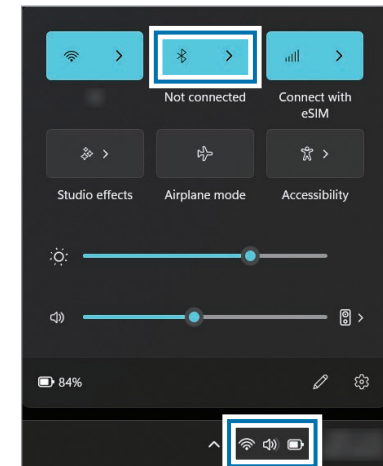 Not connected
Connect with
eSIM
Studio effects
Airplane mode
Accessibility
84%